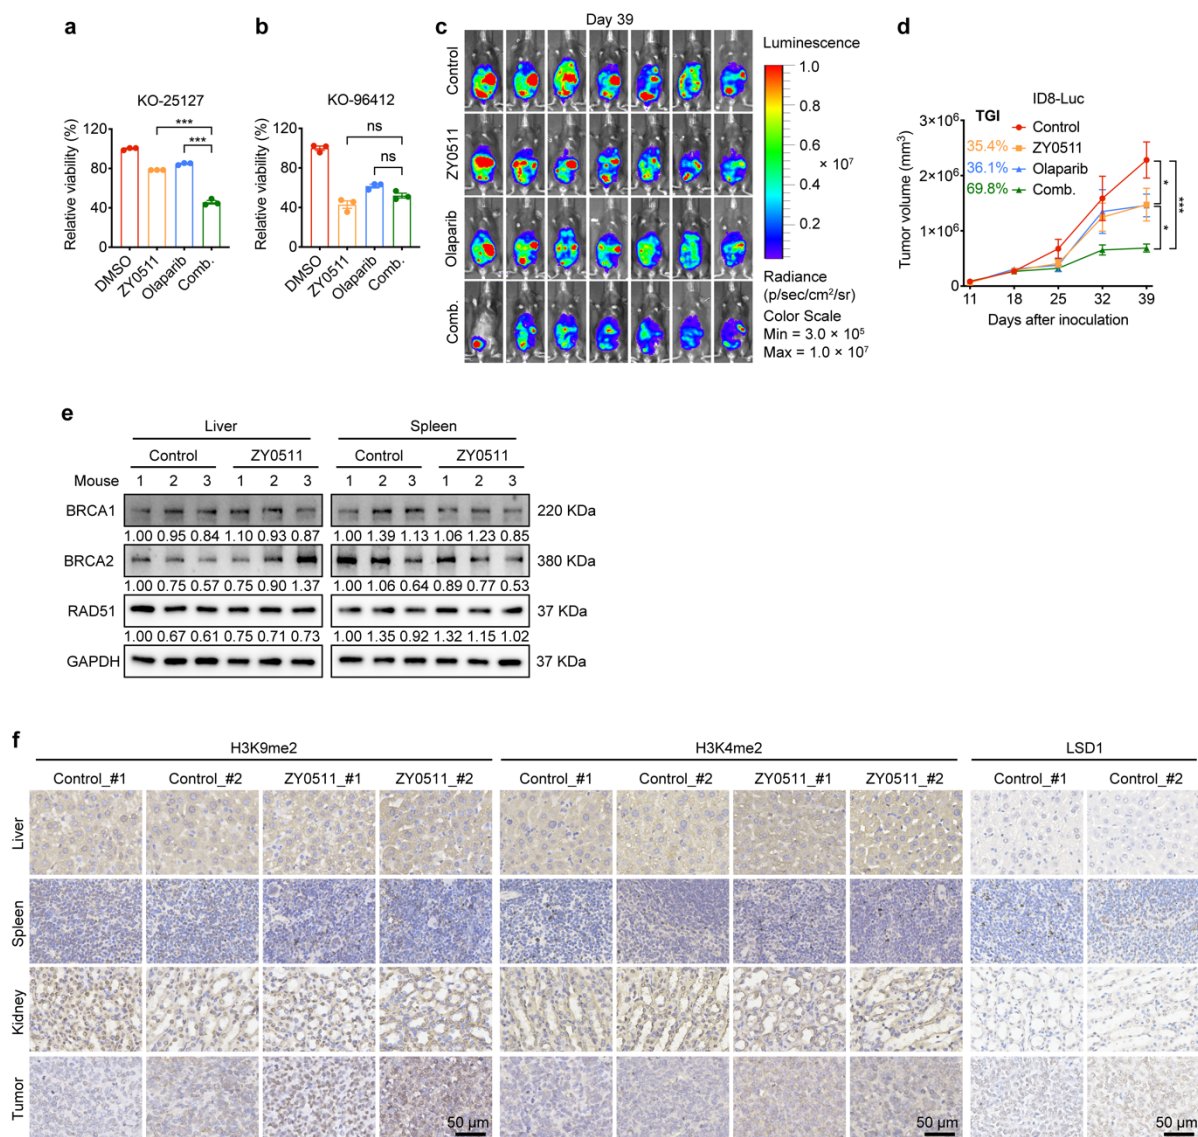 a
KO-25127
Relative viability (%)
120
80
40
0
***
***
DMSO
ZY0511
Olaparib
Comb.
b
KO-96412
Relative viability (%)
120
80
40
0
ns
ns
DMSO
ZY0511
Olaparib
Comb.
c
Day 39
Control
ZY0511
Olaparib
Comb.
Luminescence
1.0
0.8
0.6
× 10⁷
0.4
0.2
Radiance
(p/sec/cm²/sr)
Color Scale
Min = 3.0 × 10⁵
Max = 1.0 × 10⁷
d
ID8-Luc
TGI
Control
35.4% ZY0511
36.1% Olaparib
69.8% Comb.
Tumor volume (mm³)
3×10⁶
2×10⁶
1×10⁶
0
11 18 25 32 39
Days after inoculation
*
*
***
e
Liver Spleen
Control ZY0511 Control ZY0511
Mouse 1 2 3 1 2 3 1 2 3 1 2 3
BRCA1 220 KDa
1.00 0.95 0.84 1.10 0.93 0.87 1.00 1.39 1.13 1.06 1.23 0.85
BRCA2 380 KDa
1.00 0.75 0.57 0.75 0.90 1.37 1.00 1.06 0.64 0.89 0.77 0.53
RAD51 37 KDa
1.00 0.67 0.61 0.75 0.71 0.73 1.00 1.35 0.92 1.32 1.15 1.02
GAPDH 37 KDa
f
H3K9me2 H3K4me2 LSD1
Control_#1 Control_#2 ZY0511_#1 ZY0511_#2 Control_#1 Control_#2 ZY0511_#1 ZY0511_#2 Control_#1 Control_#2
Liver
Spleen
Kidney
Tumor
50 µm 50 µm 50 µm